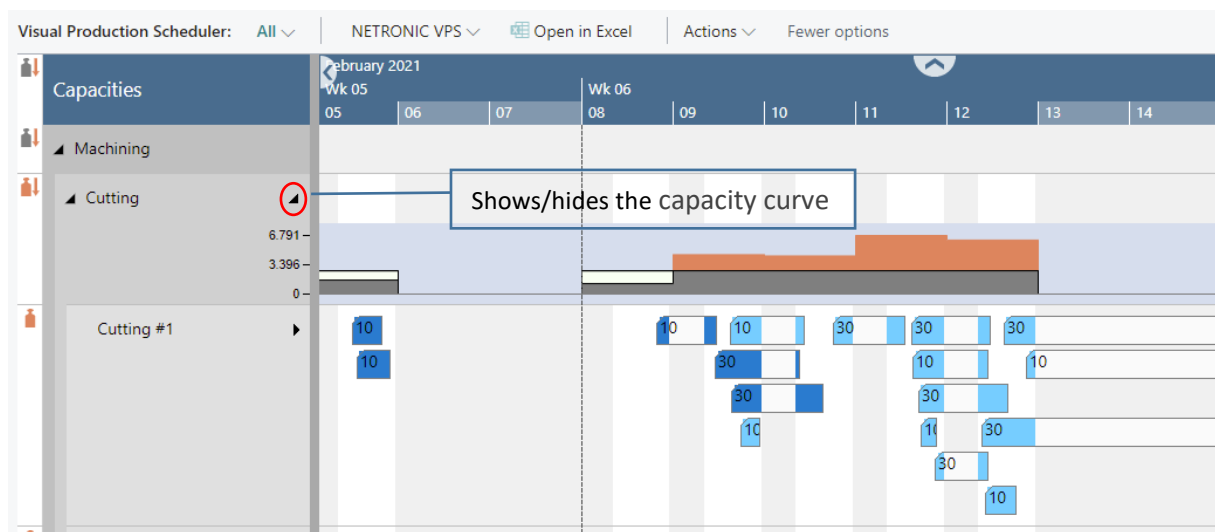 Visual Production Scheduler: All NETRONIC VPS Open in Excel Actions Fewer options
February 2021
Capacities
Wk 05 Wk 06
05 06 07 08 09 10 11 12 13 14
Machining
Cutting
Shows/hides the capacity curve
6.791
3.396
0
Cutting #1
10 10 10 30 30 30
10 30 10 10
30 30
10 10 30
30
10